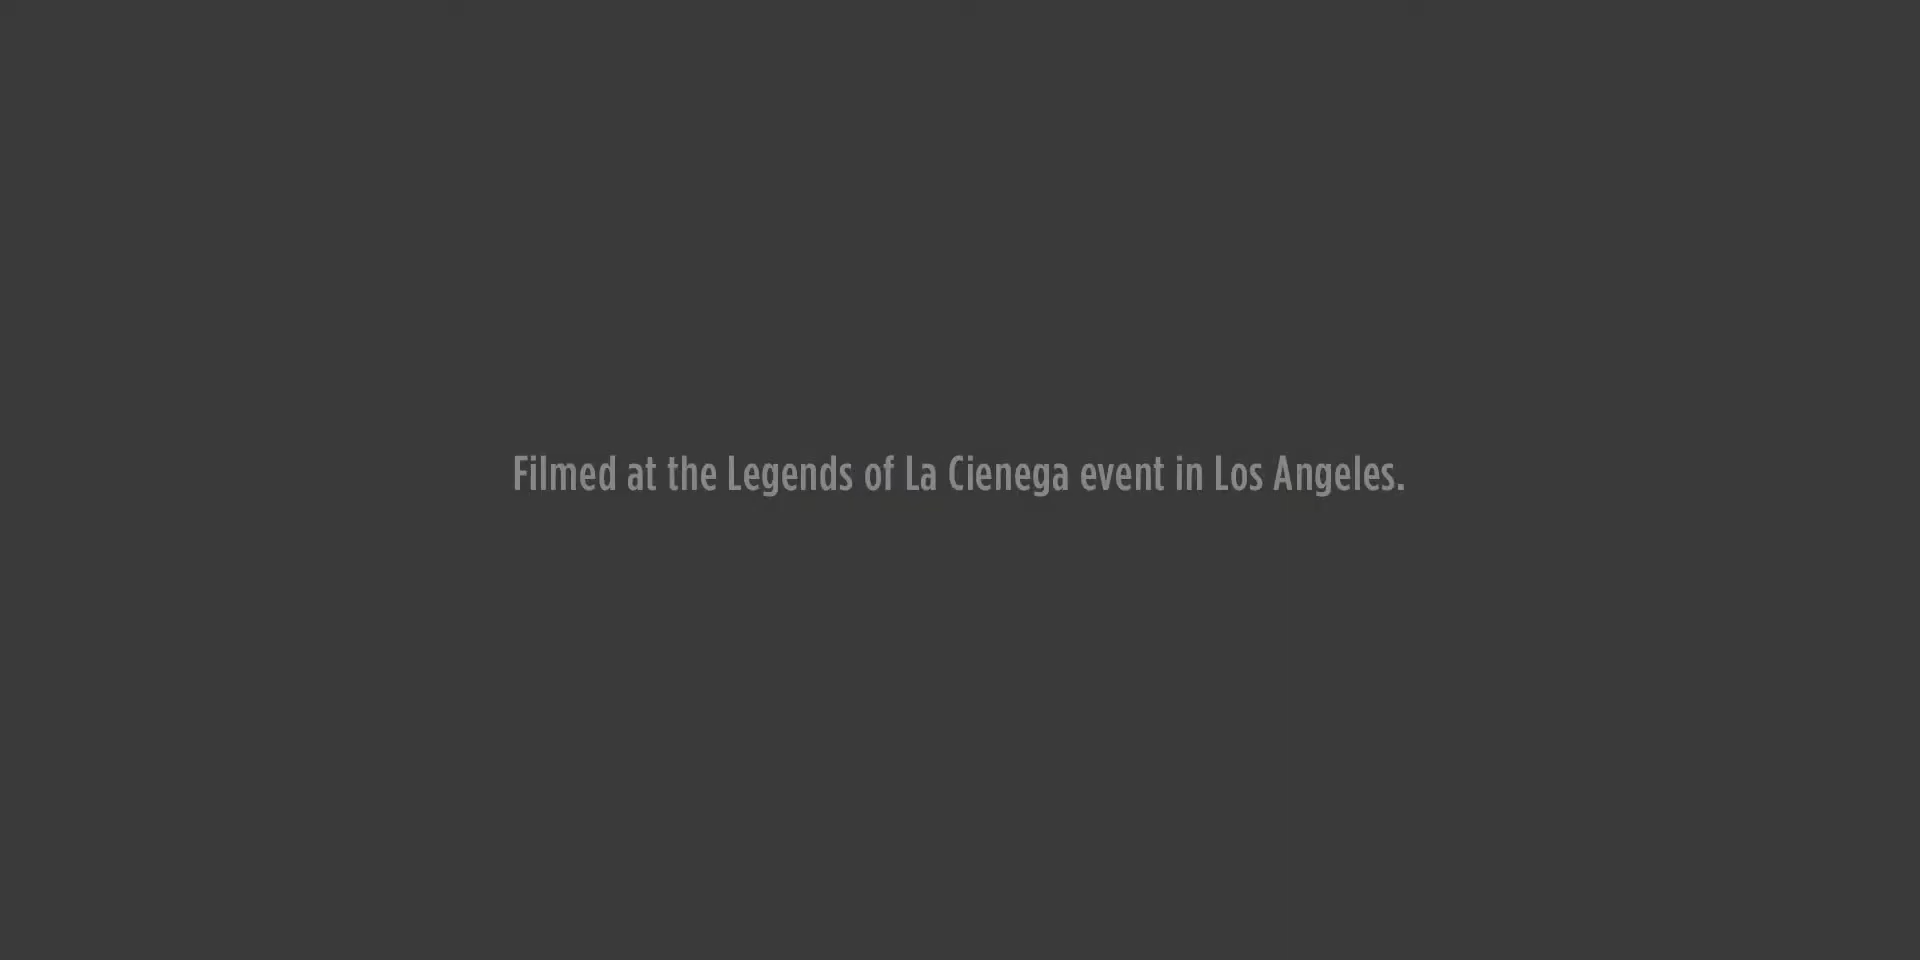 Filmed at the Legends of La Cienega event in Los Angeles.